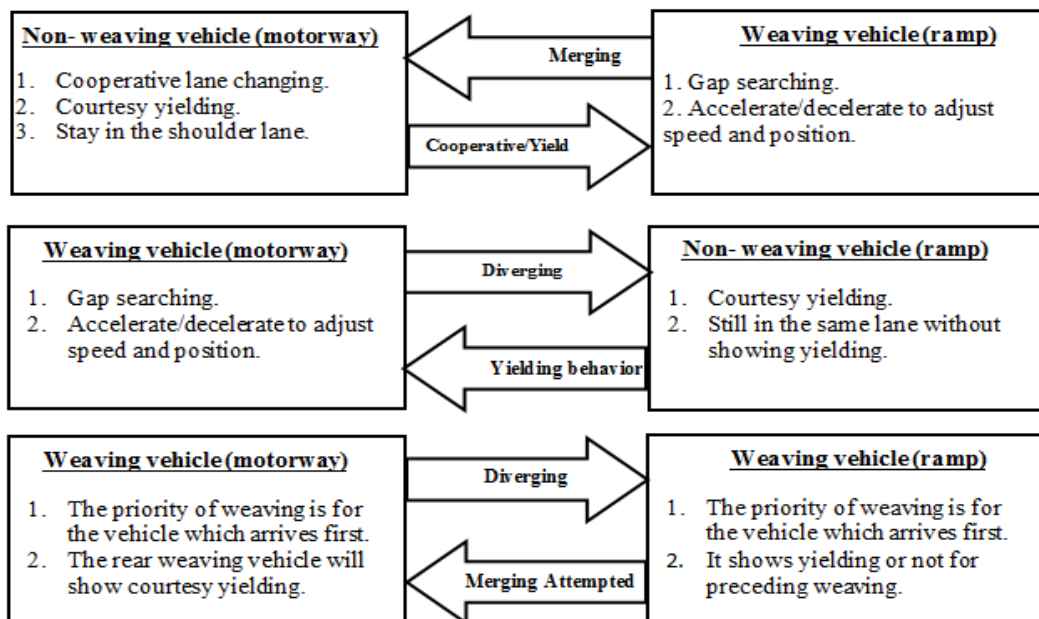 Non- weaving vehicle (motorway)
1. Cooperative lane changing.
2. Courtesy yielding.
3. Stay in the shoulder lane.
Merging
Cooperative/Yield
Weaving vehicle (ramp)
1. Gap searching.
2. Accelerate/decelerate to adjust
speed and position.
Weaving vehicle (motorway)
1. Gap searching.
2. Accelerate/decelerate to adjust
speed and position.
Diverging
Yielding behavior
Non- weaving vehicle (ramp)
1. Courtesy yielding.
2. Still in the same lane without
showing yielding.
Weaving vehicle (motorway)
1. The priority of weaving is for
the vehicle which arrives first.
2. The rear weaving vehicle will
show courtesy yielding.
Diverging
Merging Attempted
Weaving vehicle (ramp)
1. The priority of weaving is for
the vehicle which arrives first.
2. It shows yielding or not for
preceding weaving.